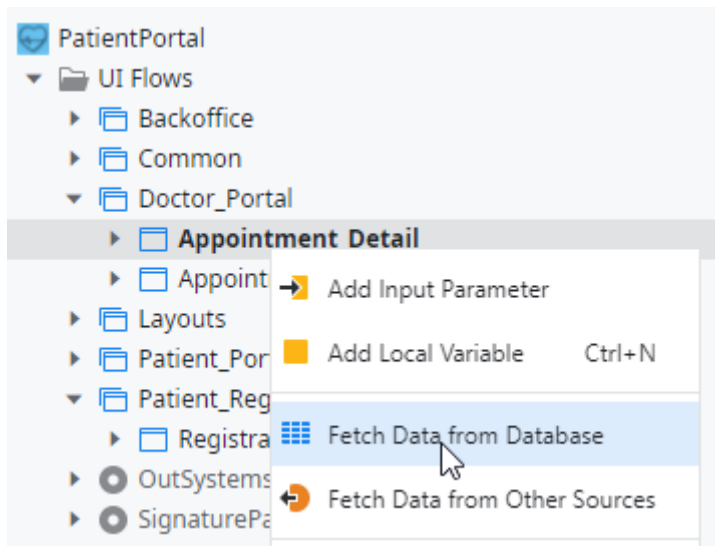 PatientPortal
UI Flows
Backoffice
Common
Doctor_Portal
Appointment Detail
Appoint
Add Input Parameter
Layouts
Add Local Variable Ctrl+N
Patient_Por
Patient_Reg
Fetch Data from Database
Registra
OutSystems
Fetch Data from Other Sources
SignaturePa